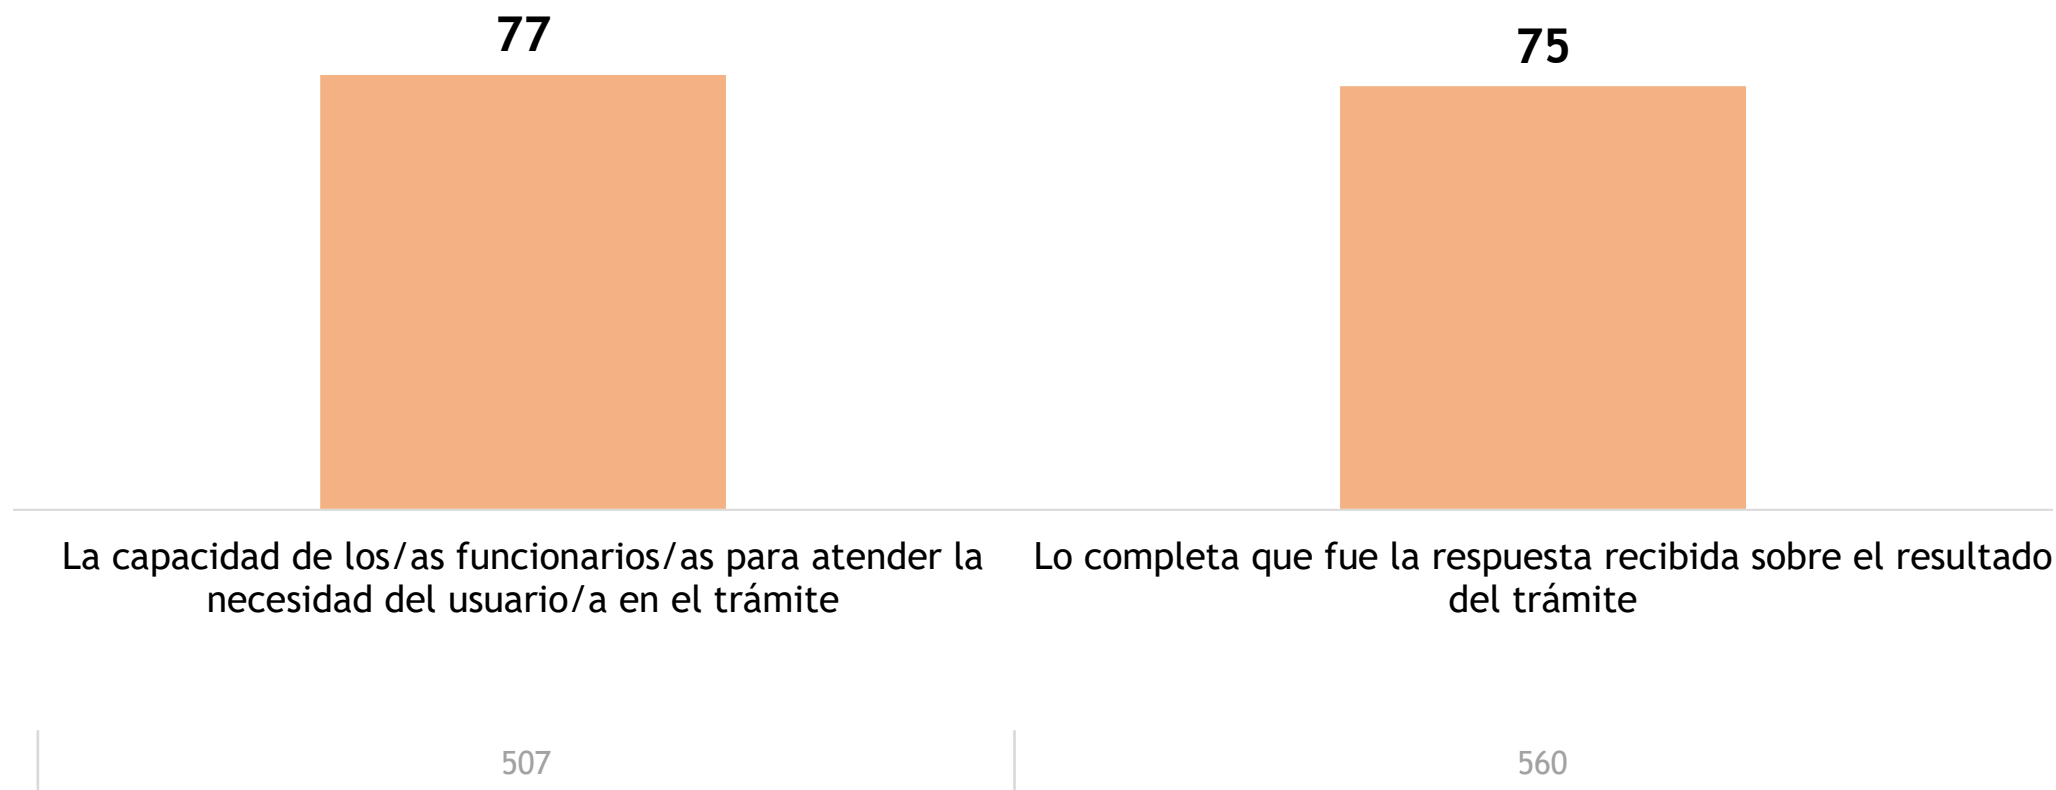 77
75
La capacidad de los/as funcionarios/as para atender la
necesidad del usuario/a en el trámite
Lo completa que fue la respuesta recibida sobre el resultado
del trámite
507
560